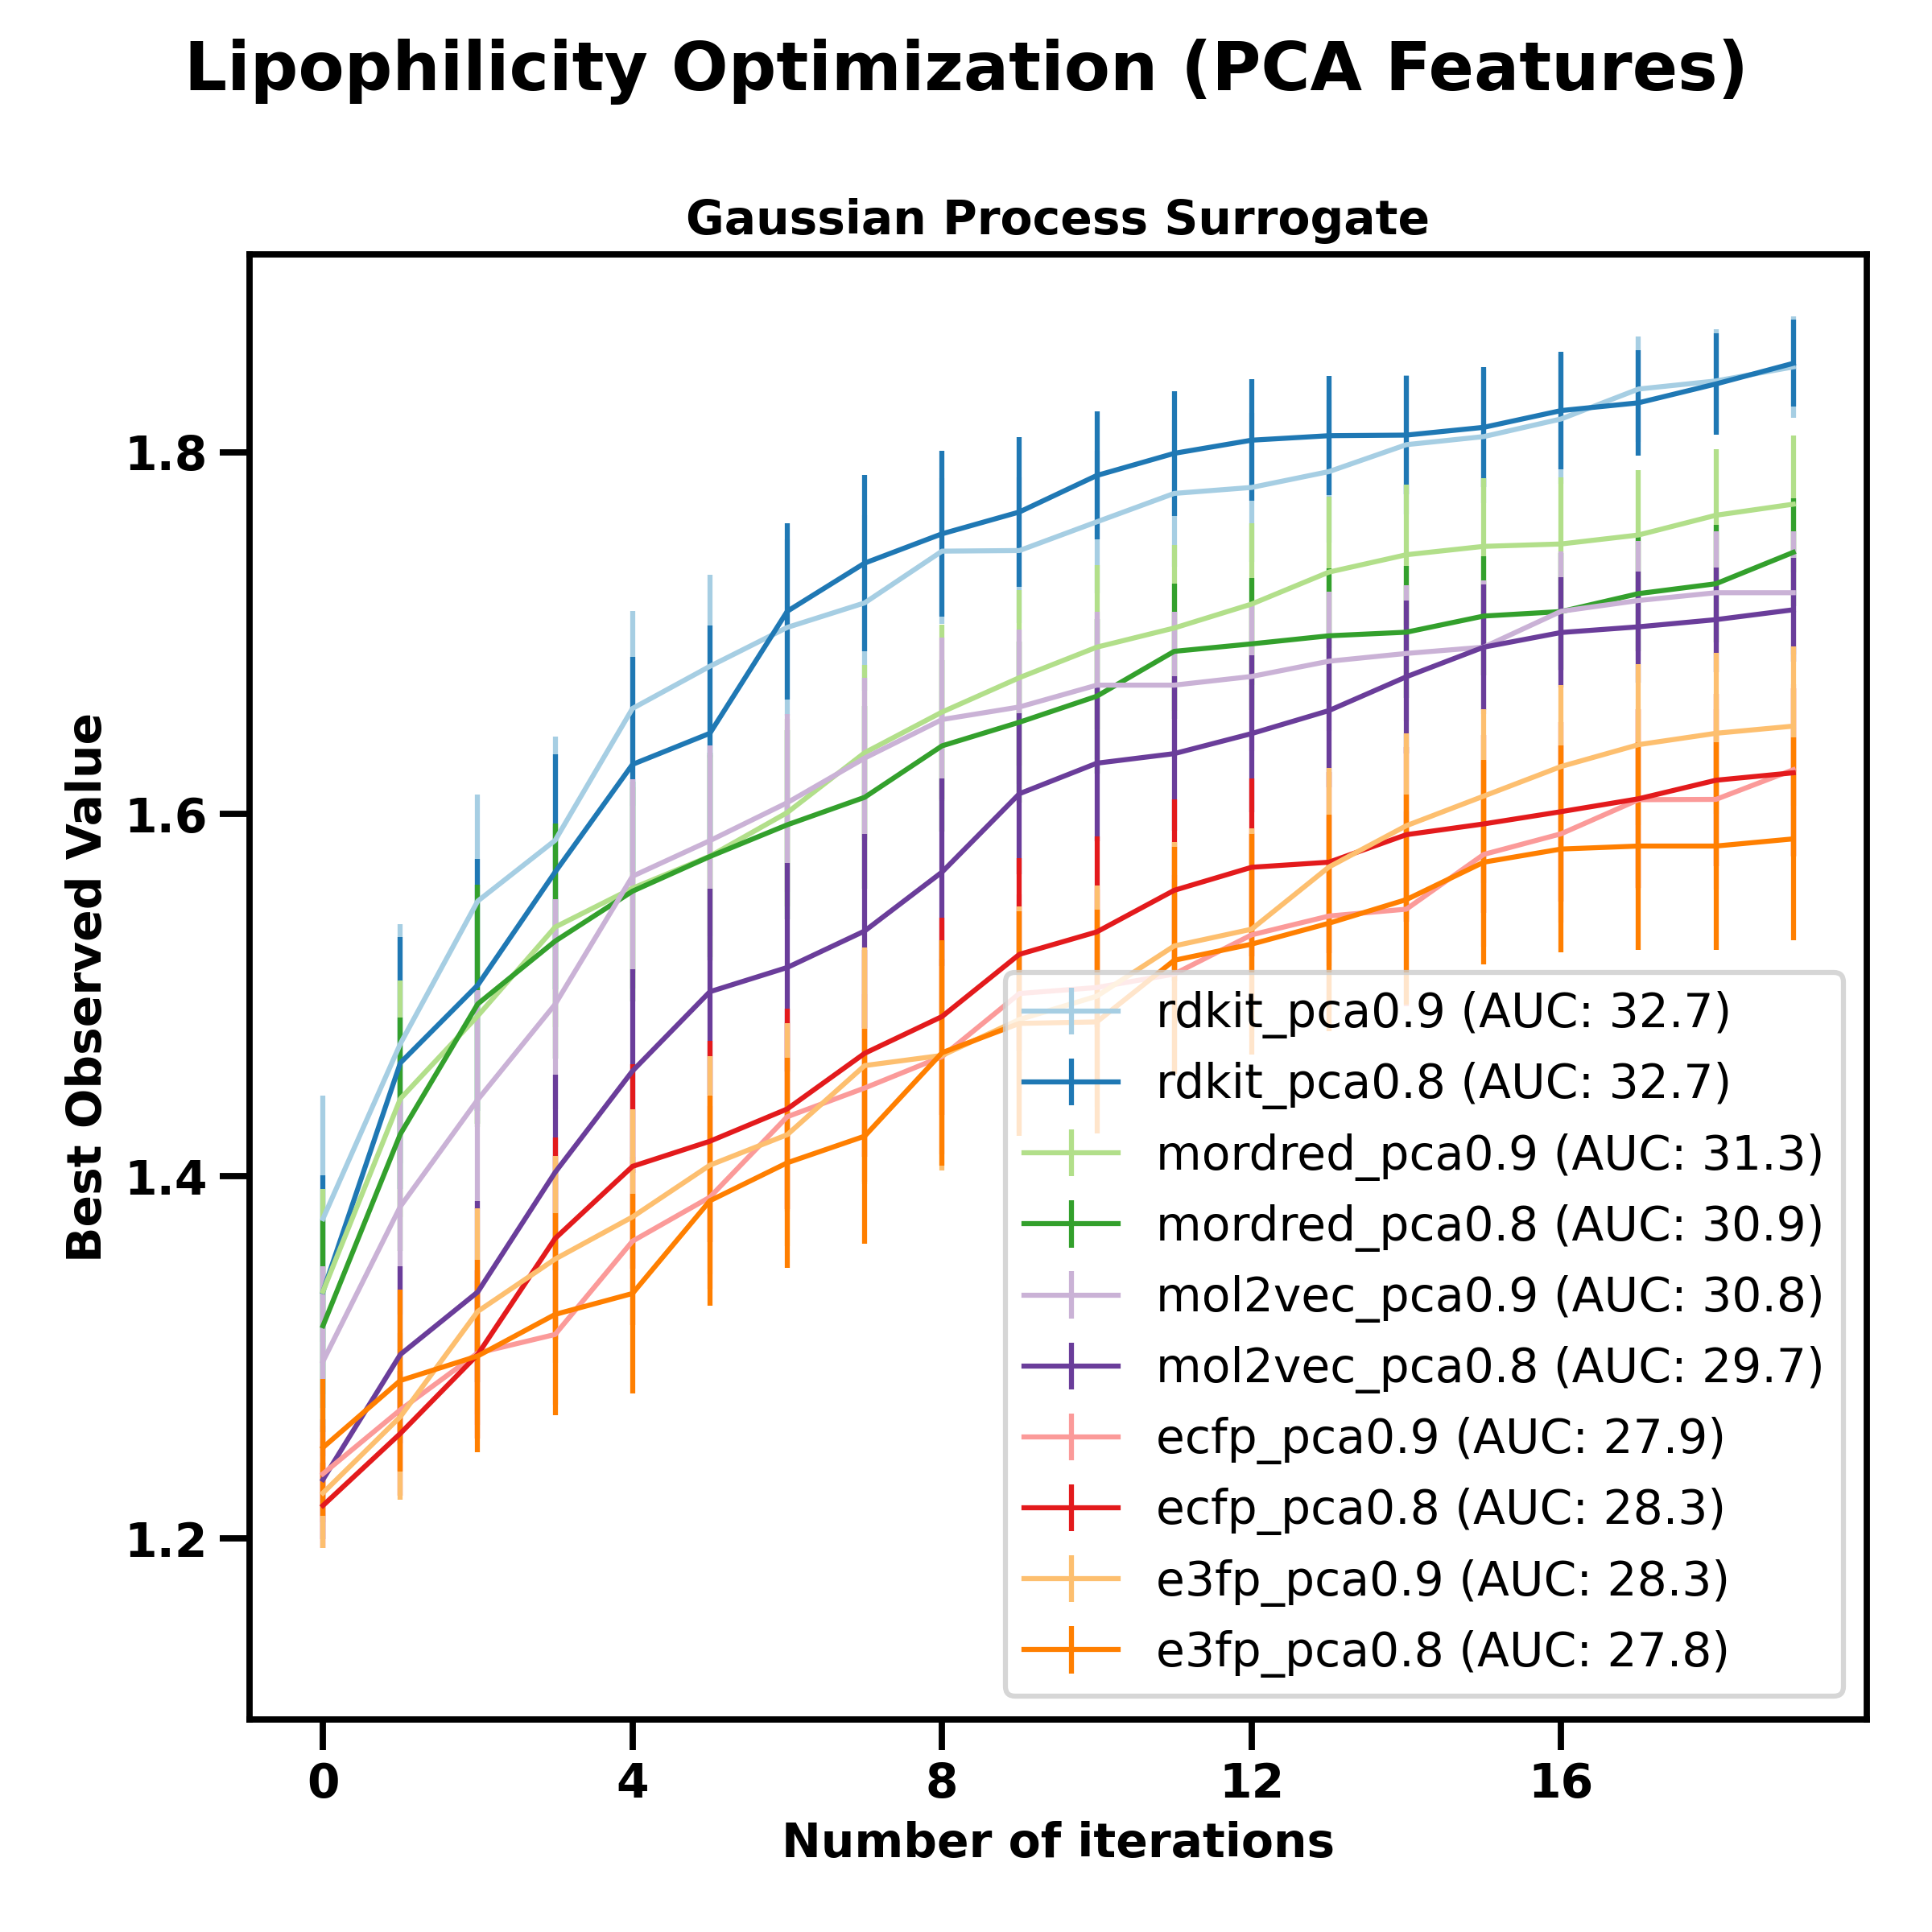 Lipophilicity Optimization (PCA Features)
Gaussian Process Surrogate
Best Observed Value
1.8
1.6
1.4
1.2
rdkit_pca0.9 (AUC: 32.7)
rdkit_pca0.8 (AUC: 32.7)
mordred_pca0.9 (AUC: 31.3)
mordred_pca0.8 (AUC: 30.9)
mol2vec_pca0.9 (AUC: 30.8)
mol2vec_pca0.8 (AUC: 29.7)
ecfp_pca0.9 (AUC: 27.9)
ecfp_pca0.8 (AUC: 28.3)
e3fp_pca0.9 (AUC: 28.3)
e3fp_pca0.8 (AUC: 27.8)
0 4 8 12 16
Number of iterations